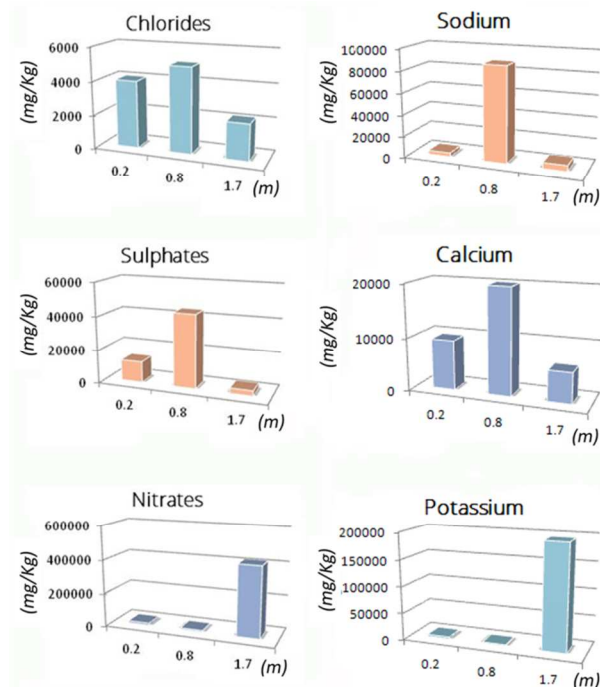 Chlorides
(mg/Kg)
6000
4000
2000
0
0.2
0.8
1.7
(m)
Sodium
(mg/Kg)
100000
80000
60000
40000
20000
0
0.2
0.8
1.7
(m)
Sulphates
(mg/Kg)
60000
40000
20000
0
0.2
0.8
1.7
(m)
Calcium
(mg/Kg)
20000
10000
0
0.2
0.8
1.7
(m)
Nitrates
(mg/Kg)
600000
400000
200000
0
0.2
0.8
1.7
(m)
Potassium
(mg/Kg)
200000
150000
100000
50000
0
0.2
0.8
1.7
(m)